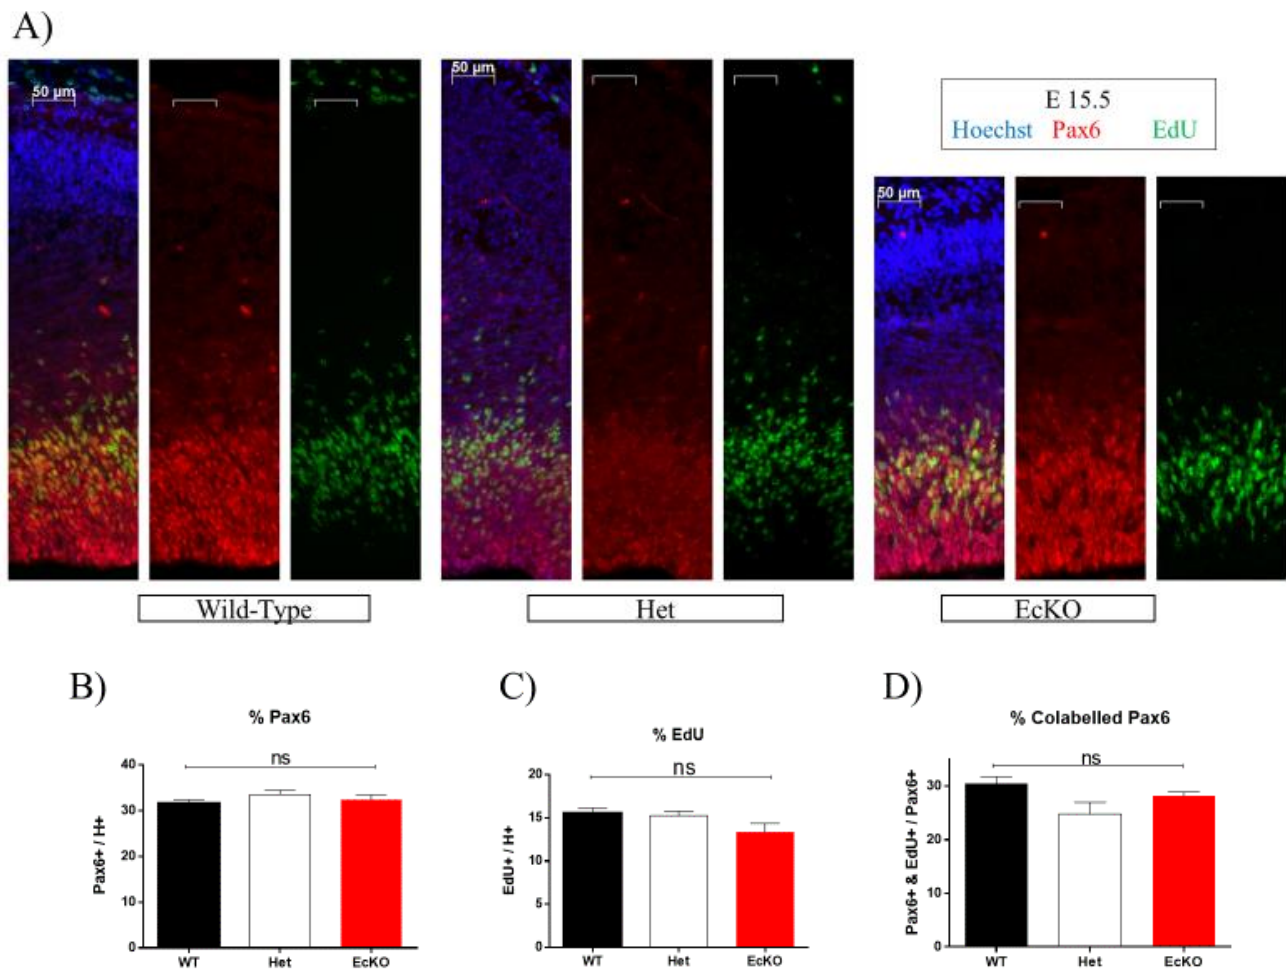 A)
50 µm
50 µm
E 15.5
Hoechst Pax6 EdU
50 µm
Wild-Type
Het
EcKO
B)
% Pax6
ns
Pax6+ / H+
40
30
20
10
0
WT Het EcKO
C)
% EdU
ns
EdU+ / H+
20
15
10
5
0
WT Het EcKO
D)
% Colabelled Pax6
ns
Pax6+ & EdU+ / Pax6+
30
20
10
0
WT Het EcKO